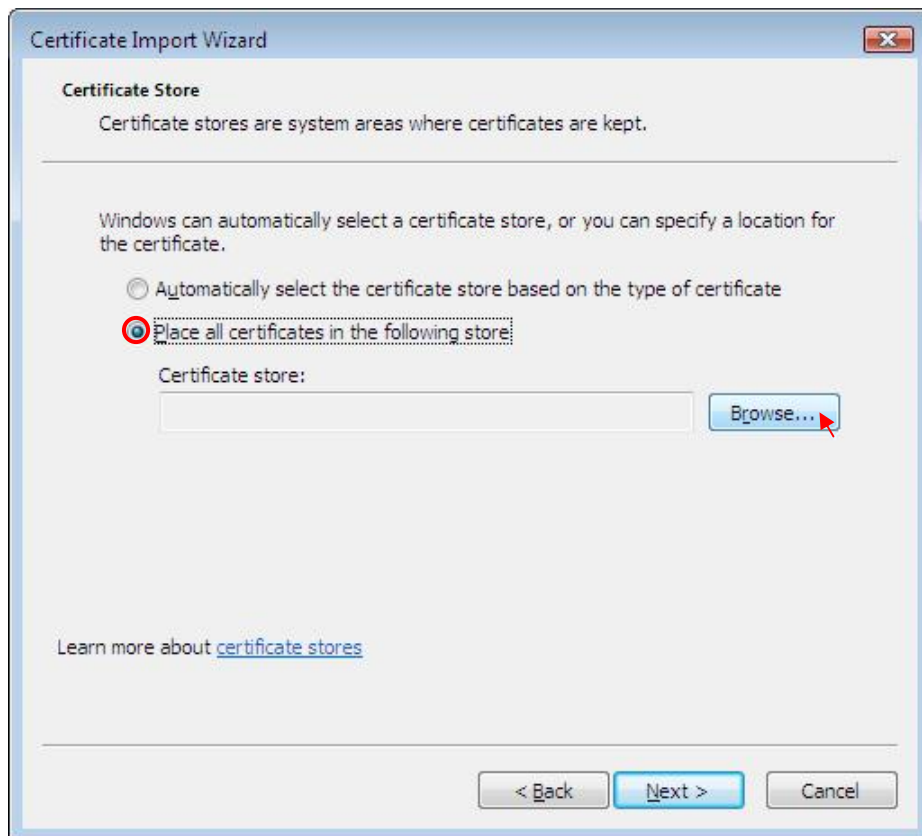 Certificate Import Wizard
Certificate Store
Certificate stores are system areas where certificates are kept.
Windows can automatically select a certificate store, or you can specify a location for
the certificate.
Automatically select the certificate store based on the type of certificate
Place all certificates in the following store
Certificate store:
Browse...
Learn more about certificate stores
< Back Next > Cancel